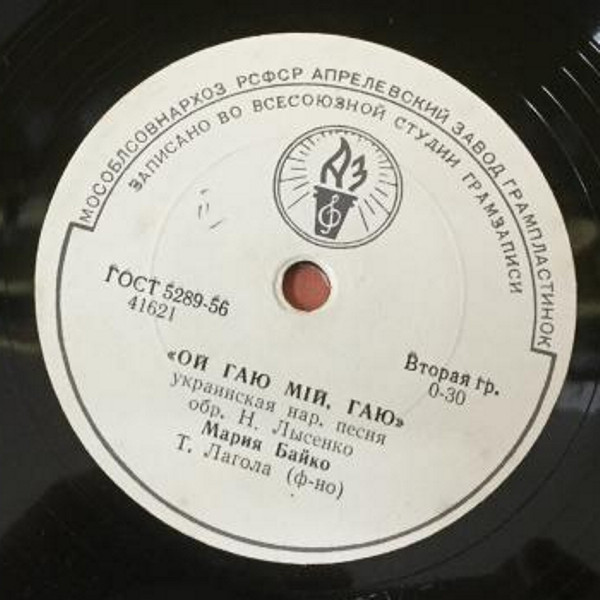 МОСОБЛСОВНАРХОЗ РСФСР АПРЕЛЕВСКИЙ ЗАВОД ГРАМПЛАСТИНОК
ЗАПИСАНО ВО ВСЕСОЮЗНОЙ СТУДИИ ГРАМЗАПИСИ
АЗ
ГОСТ 5289-56
41621
Вторая гр.
0-30
«ОЙ ГАЮ МІЙ, ГАЮ»
украинская нар. песня
обр. Н. Лысенко
Мария Байко
Т. Лагола (ф-но)